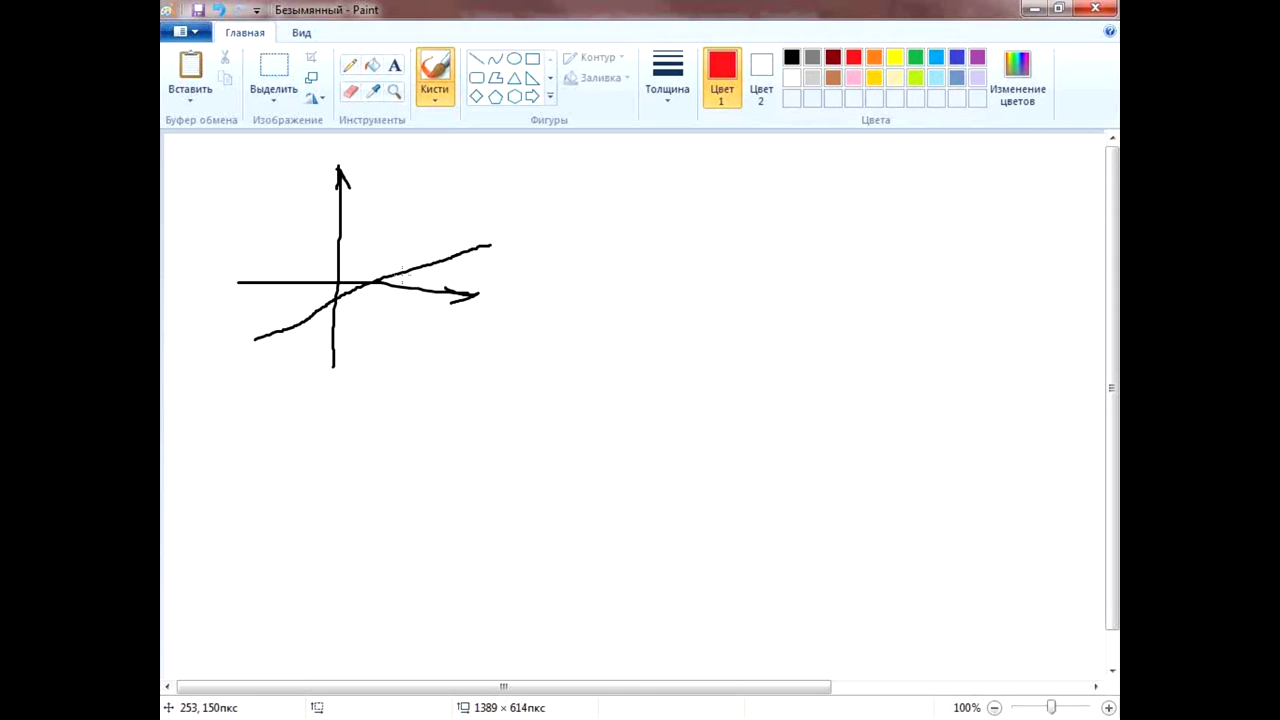 Безымянный - Paint
Главная Вид
Вставить Выделить Кисти Контур Заливка Толщина Цвет 1 Цвет 2 Изменение цветов
Буфер обмена Изображение Инструменты Фигуры Цвета
253, 150пкс 1389 × 614пкс 100%